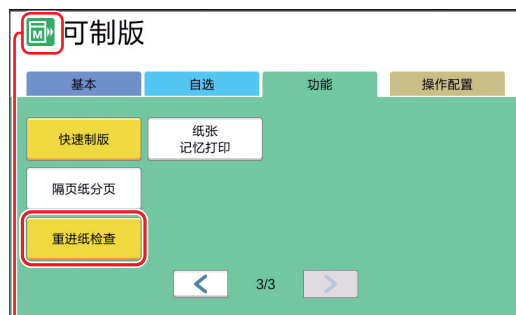 M 可制版
基本 自选 功能 操作配置
快速制版 纸张
记忆打印
隔页纸分页
重进纸检查
< 3/3 >